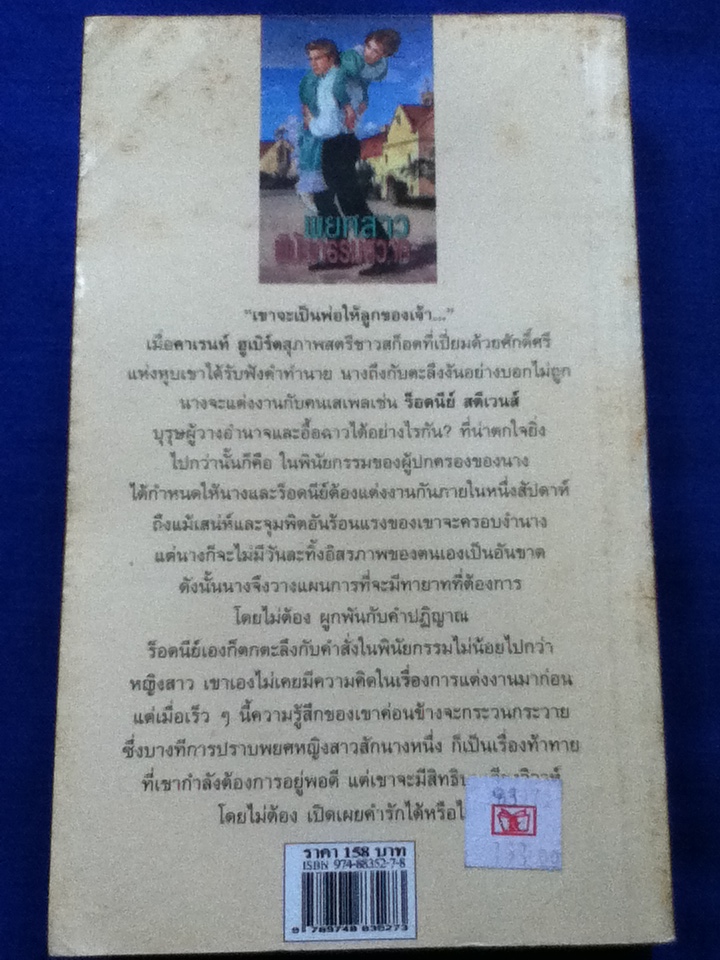 พยศสาว
"เขาจะเป็นพ่อให้ลูกของเจ้า..."
เมื่อคาเรนท์ ฮูเบิร์ตสุภาพสตรีชาวสก็อตที่เปี่ยมด้วยศักดิ์ศรี
แห่งหุบเขาได้รับฟังคำทำนาย นางถึงกับตะลึงงันอย่างบอกไม่ถูก
นางจะแต่งงานกับคนเสเพลเช่น ร็อดนีย์ สตีเวนส์
บุรุษผู้วางอำนาจและอื้อฉาวได้อย่างไรกัน? ที่น่าตกใจยิ่ง
ไปกว่านั้นก็คือ ในพินัยกรรมของผู้ปกครองของนาง
ได้กำหนดให้นางและร็อดนีย์ต้องแต่งงานกันภายในหนึ่งสัปดาห์
ถึงแม้เสน่ห์และจุมพิตอันร้อนแรงของเขาจะครอบงำนาง
แต่นางก็จะไม่มีวันละทิ้งอิสรภาพของตนเองเป็นอันขาด
ดังนั้นนางจึงวางแผนการที่จะมีทายาทที่ต้องการ
โดยไม่ต้อง ผูกพันกับคำปฏิญาณ
ร็อดนีย์เองก็ตกตะลึงกับคำสั่งในพินัยกรรมไม่น้อยไปกว่า
หญิงสาว เขาเองไม่เคยมีความคิดในเรื่องการแต่งงานมาก่อน
แต่เมื่อเร็ว ๆ นี้ความรู้สึกของเขาค่อนข้างจะกระวนกระวาย
ซึ่งบางทีการปราบพยศหญิงสาวสักนางหนึ่ง ก็เป็นเรื่องท้าทาย
ที่เขากำลังต้องการอยู่พอดี แต่เขาจะมีสิทธิ
โดยไม่ต้อง เปิดเผยคำรักได้หรือ
ราคา 158 บาท
ISBN 974-88352-7-8
9 789748 835273